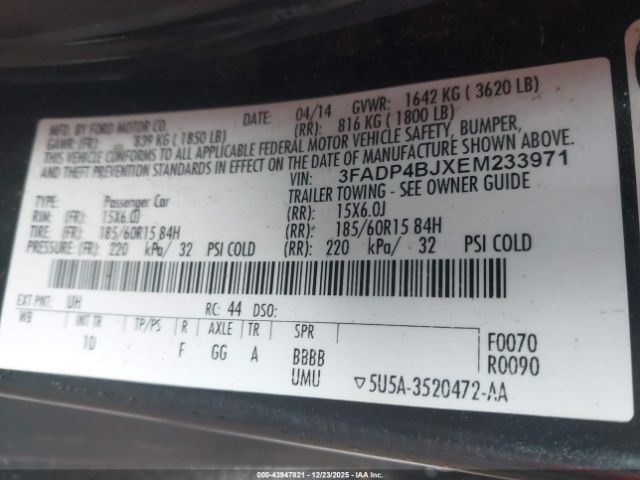 MFD. BY FORD MOTOR CO. DATE: 04/14 GVWR: 1642 KG ( 3620 LB)
GAWR: (FR): 839 KG ( 1850 LB) (RR): 816 KG ( 1800 LB)
THIS VEHICLE CONFORMS TO ALL APPLICABLE FEDERAL MOTOR VEHICLE SAFETY, BUMPER,
AND THEFT PREVENTION STANDARDS IN EFFECT ON THE DATE OF MANUFACTURE SHOWN ABOVE.
VIN: 3FADP4BJXEM233971
TYPE: Passenger Car TRAILER TOWING - SEE OWNER GUIDE
RIM: (FR): 15X6.0J (RR): 15X6.0J
TIRE: (FR): 185/60R15 84H (RR): 185/60R15 84H
PRESSURE: (FR): 220 kPa/ 32 PSI COLD (RR): 220 kPa/ 32 PSI COLD
EXT PNT: UH RC: 44 DSO:
WB INT TR TP/PS R AXLE TR SPR F0070
1D F GG A BBBB R0090
UMU ▽5U5A-3520472-AA
00-43947821 - 12/23/2025 - COPYRIGHT IAA, LLC